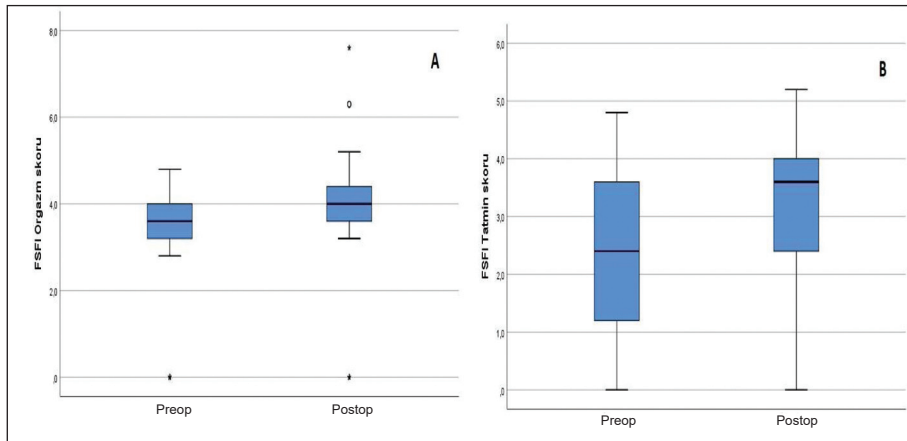 A
FSFI Orgazm skoru
8,0
6,0
4,0
2,0
,0
Preop
Postop
B
FSFI Tatmin skoru
6,0
5,0
4,0
3,0
2,0
1,0
,0
Preop
Postop